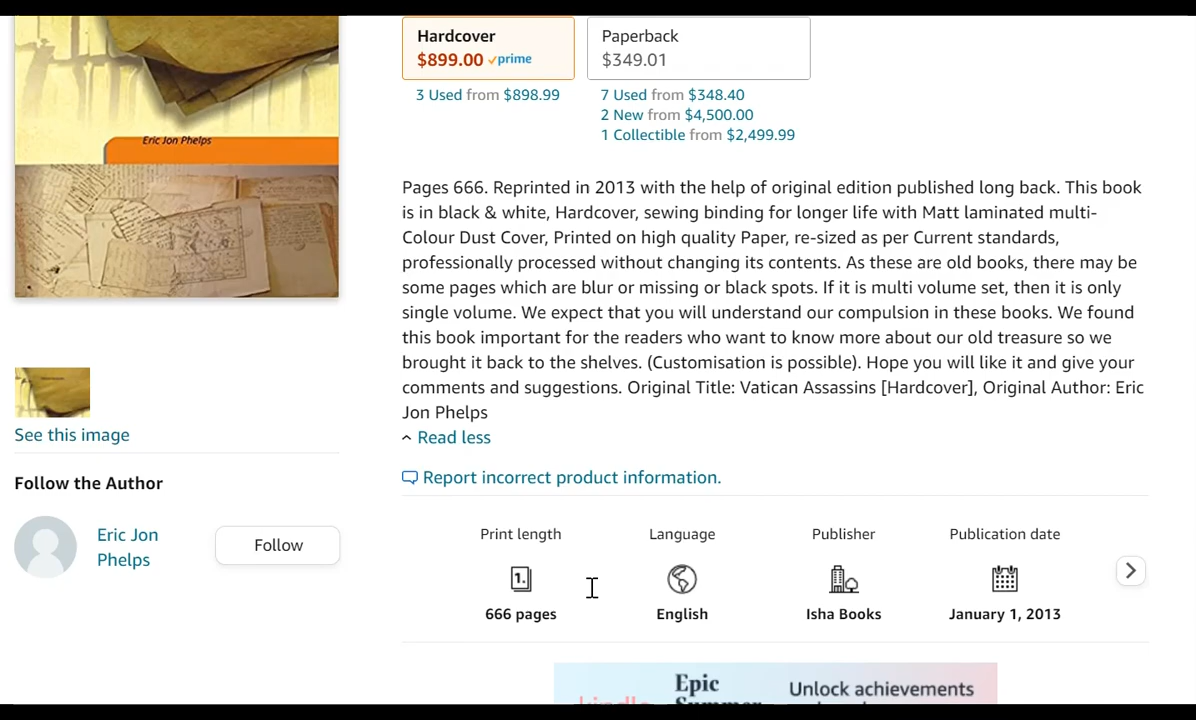 Eric Jon Phelps
Hardcover
$899.00 prime
3 Used from $898.99
Paperback
$349.01
7 Used from $348.40
2 New from $4,500.00
1 Collectible from $2,499.99
Pages 666. Reprinted in 2013 with the help of original edition published long back. This book
is in black & white, Hardcover, sewing binding for longer life with Matt laminated multi-
Colour Dust Cover, Printed on high quality Paper, re-sized as per Current standards,
professionally processed without changing its contents. As these are old books, there may be
some pages which are blur or missing or black spots. If it is multi volume set, then it is only
single volume. We expect that you will understand our compulsion in these books. We found
this book important for the readers who want to know more about our old treasure so we
brought it back to the shelves. (Customisation is possible). Hope you will like it and give your
comments and suggestions. Original Title: Vatican Assassins [Hardcover], Original Author: Eric
Jon Phelps
Read less
Report incorrect product information.
See this image
Follow the Author
Eric Jon
Phelps
Follow
Print length
1.
666 pages
Language
English
Publisher
Isha Books
Publication date
January 1, 2013
Epic
Unlock achievements